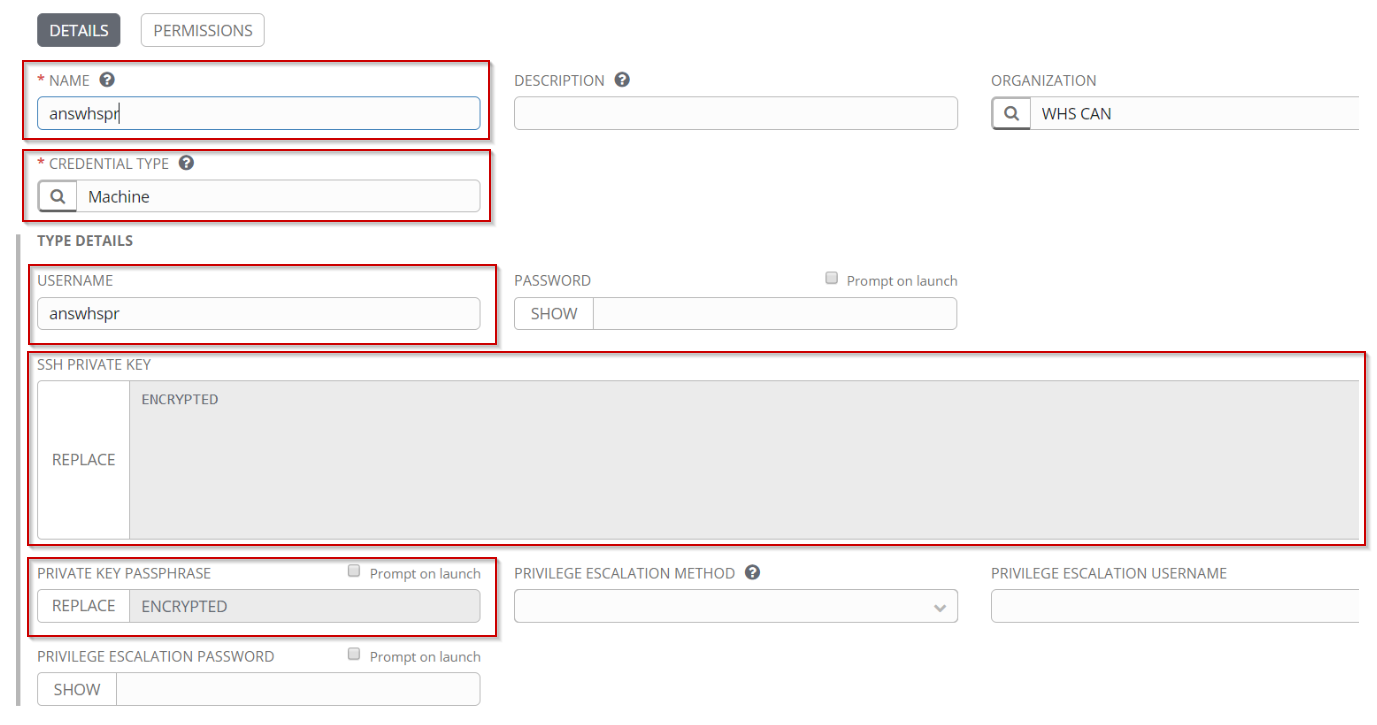 DETAILS PERMISSIONS
* NAME DESCRIPTION ORGANIZATION
answhspr WHS CAN
* CREDENTIAL TYPE
Machine
TYPE DETAILS
USERNAME PASSWORD Prompt on launch
answhspr SHOW
SSH PRIVATE KEY
ENCRYPTED
REPLACE
PRIVATE KEY PASSPHRASE Prompt on launch PRIVILEGE ESCALATION METHOD PRIVILEGE ESCALATION USERNAME
REPLACE ENCRYPTED
PRIVILEGE ESCALATION PASSWORD Prompt on launch
SHOW